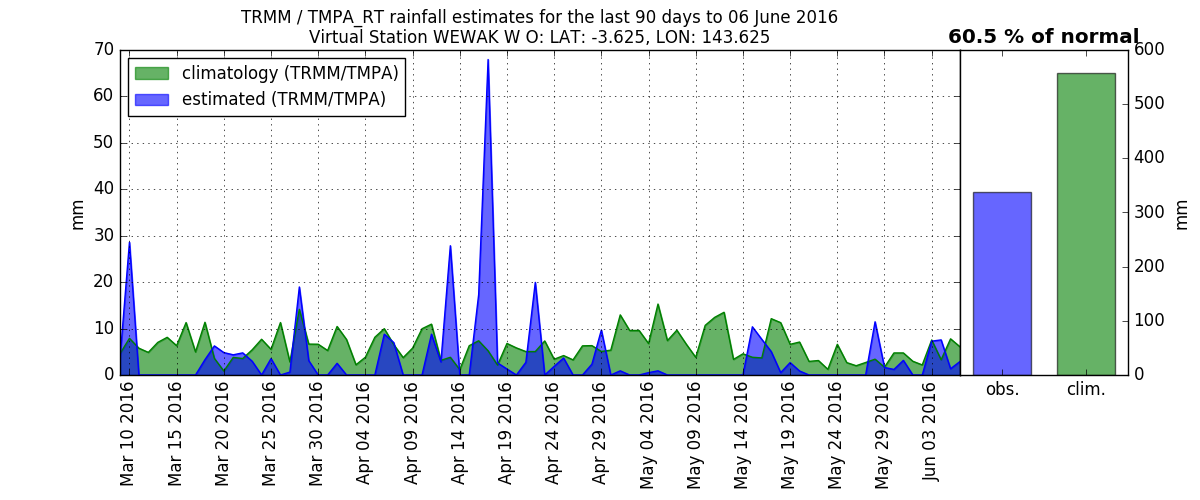 TRMM / TMPA_RT rainfall estimates for the last 90 days to 06 June 2016
Virtual Station WEWAK W O: LAT: -3.625, LON: 143.625
60.5 % of normal
climatology (TRMM/TMPA)
estimated (TRMM/TMPA)
70
60
50
40
30
20
10
0
mm
600
500
400
300
200
100
0
mm
obs.
clim.
Mar 10 2016
Mar 15 2016
Mar 20 2016
Mar 25 2016
Mar 30 2016
Apr 04 2016
Apr 09 2016
Apr 14 2016
Apr 19 2016
Apr 24 2016
Apr 29 2016
May 04 2016
May 09 2016
May 14 2016
May 19 2016
May 24 2016
May 29 2016
Jun 03 2016